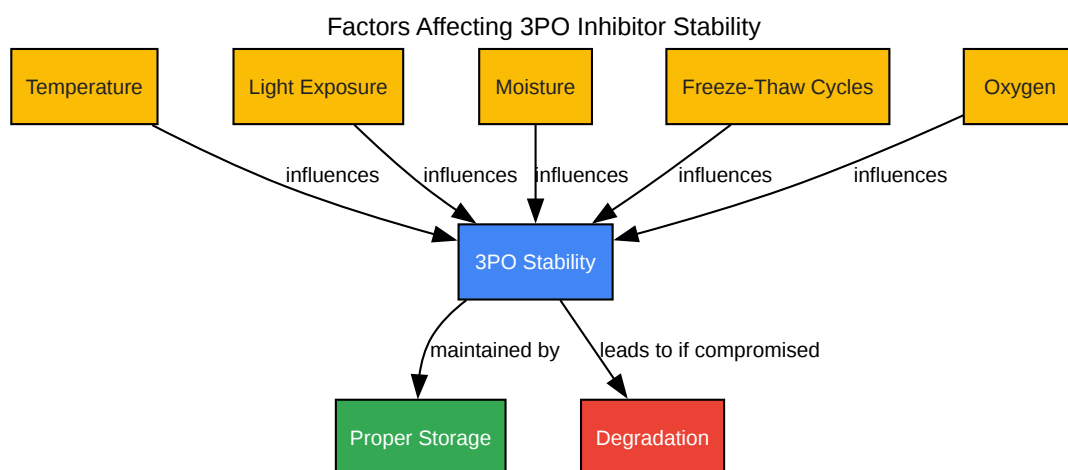 Factors Affecting 3PO Inhibitor Stability
Temperature
Light Exposure
Moisture
Freeze-Thaw Cycles
Oxygen
influences
influences
influences
influences
influences
3PO Stability
maintained by
leads to if compromised
Proper Storage
Degradation